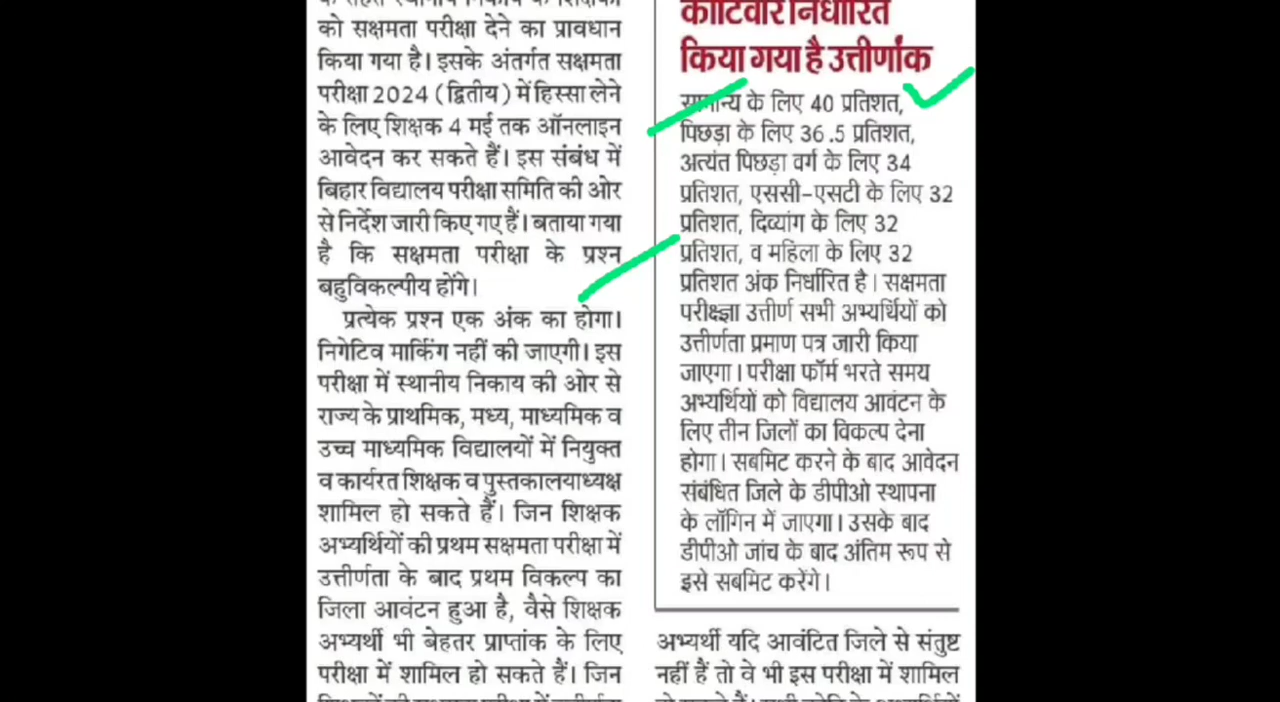 को सक्षमता परीक्षा देने का प्रावधान
किया गया है। इसके अंतर्गत सक्षमता
परीक्षा 2024 (द्वितीय) में हिस्सा लेने
के लिए शिक्षक 4 मई तक ऑनलाइन
आवेदन कर सकते हैं। इस संबंध में
बिहार विद्यालय परीक्षा समिति की ओर
से निर्देश जारी किए गए हैं। बताया गया
है कि सक्षमता परीक्षा के प्रश्न
बहुविकल्पीय होंगे।
प्रत्येक प्रश्न एक अंक का होगा।
निगेटिव मार्किंग नहीं की जाएगी। इस
परीक्षा में स्थानीय निकाय की ओर से
राज्य के प्राथमिक, मध्य, माध्यमिक व
उच्च माध्यमिक विद्यालयों में नियुक्त
व कार्यरत शिक्षक व पुस्तकालयाध्यक्ष
शामिल हो सकते हैं। जिन शिक्षक
अभ्यर्थियों की प्रथम सक्षमता परीक्षा में
उत्तीर्णता के बाद प्रथम विकल्प का
जिला आवंटन हुआ है, वैसे शिक्षक
अभ्यर्थी भी बेहतर प्राप्तांक के लिए
परीक्षा में शामिल हो सकते हैं। जिन
कोटिवार निर्धारित
किया गया है उत्तीर्णांक
सामान्य के लिए 40 प्रतिशत,
पिछड़ा के लिए 36.5 प्रतिशत,
अत्यंत पिछड़ा वर्ग के लिए 34
प्रतिशत, एससी-एसटी के लिए 32
प्रतिशत, दिव्यांग के लिए 32
प्रतिशत, व महिला के लिए 32
प्रतिशत अंक निर्धारित है। सक्षमता
परीक्ष्ज्ञा उत्तीर्ण सभी अभ्यर्थियों को
उत्तीर्णता प्रमाण पत्र जारी किया
जाएगा। परीक्षा फॉर्म भरते समय
अभ्यर्थियों को विद्यालय आवंटन के
लिए तीन जिलों का विकल्प देना
होगा। सबमिट करने के बाद आवेदन
संबंधित जिले के डीपीओ स्थापना
के लॉगिन में जाएगा। उसके बाद
डीपीओ जांच के बाद अंतिम रूप से
इसे सबमिट करेंगे।
अभ्यर्थी यदि आवंटित जिले से संतुष्ट
नहीं हैं तो वे भी इस परीक्षा में शामिल